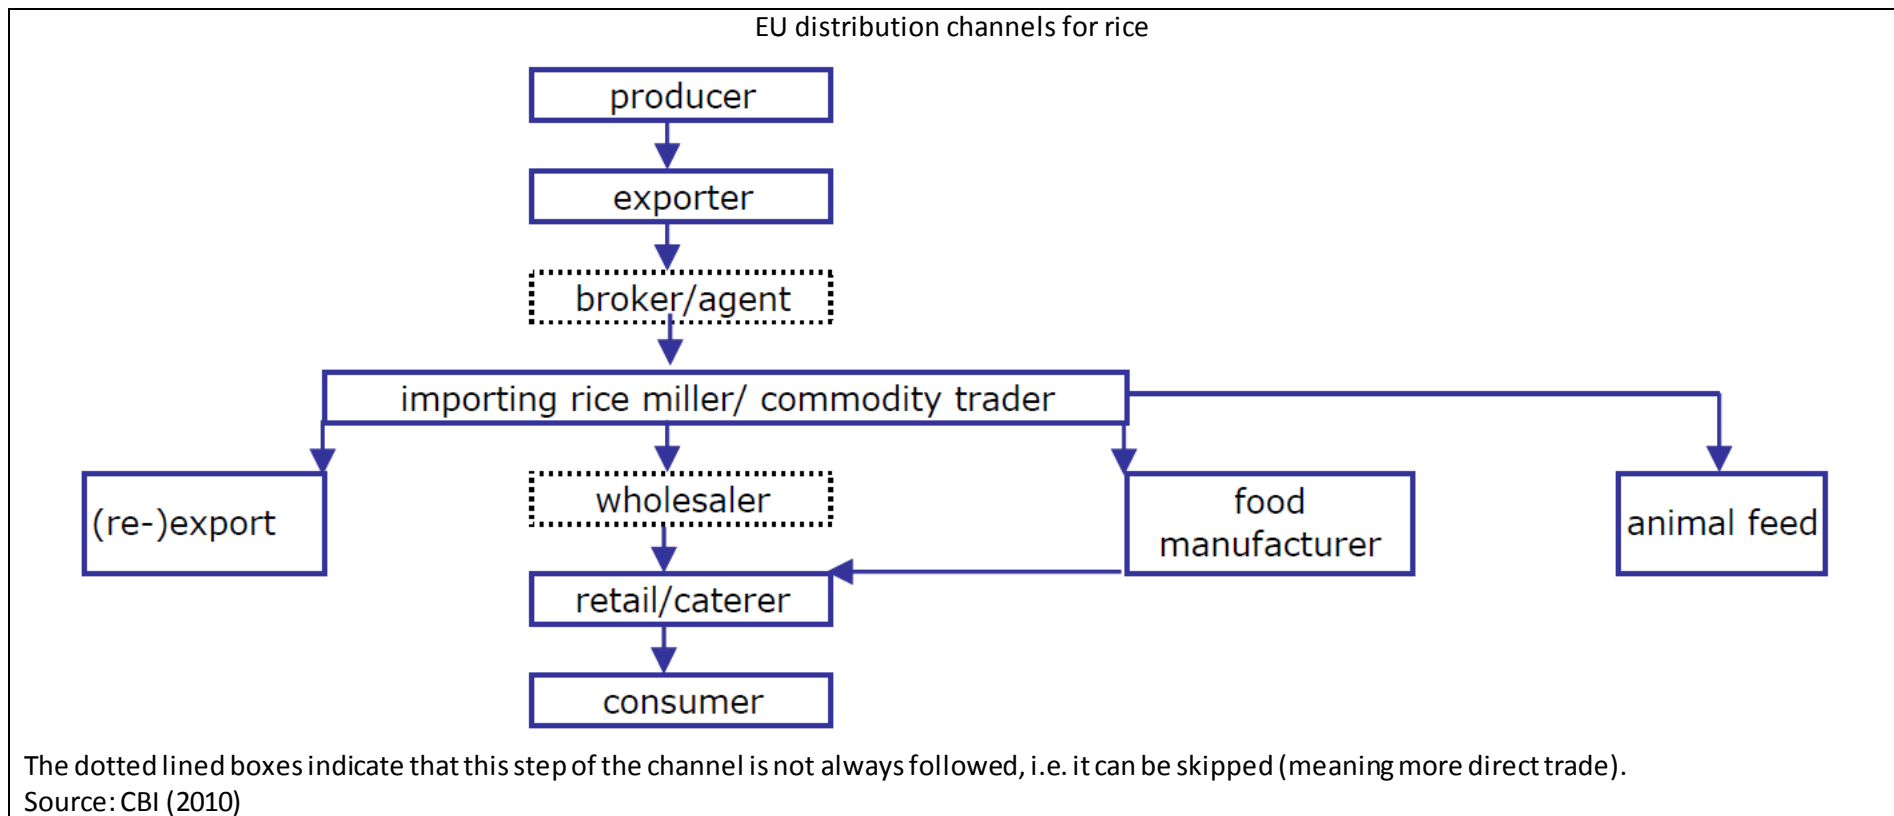 EU distribution channels for rice
producer
exporter
broker/agent
importing rice miller/ commodity trader
(re-)export
wholesaler
food
manufacturer
animal feed
retail/caterer
consumer
The dotted lined boxes indicate that this step of the channel is not always followed, i.e. it can be skipped (meaning more direct trade).
Source: CBI (2010)